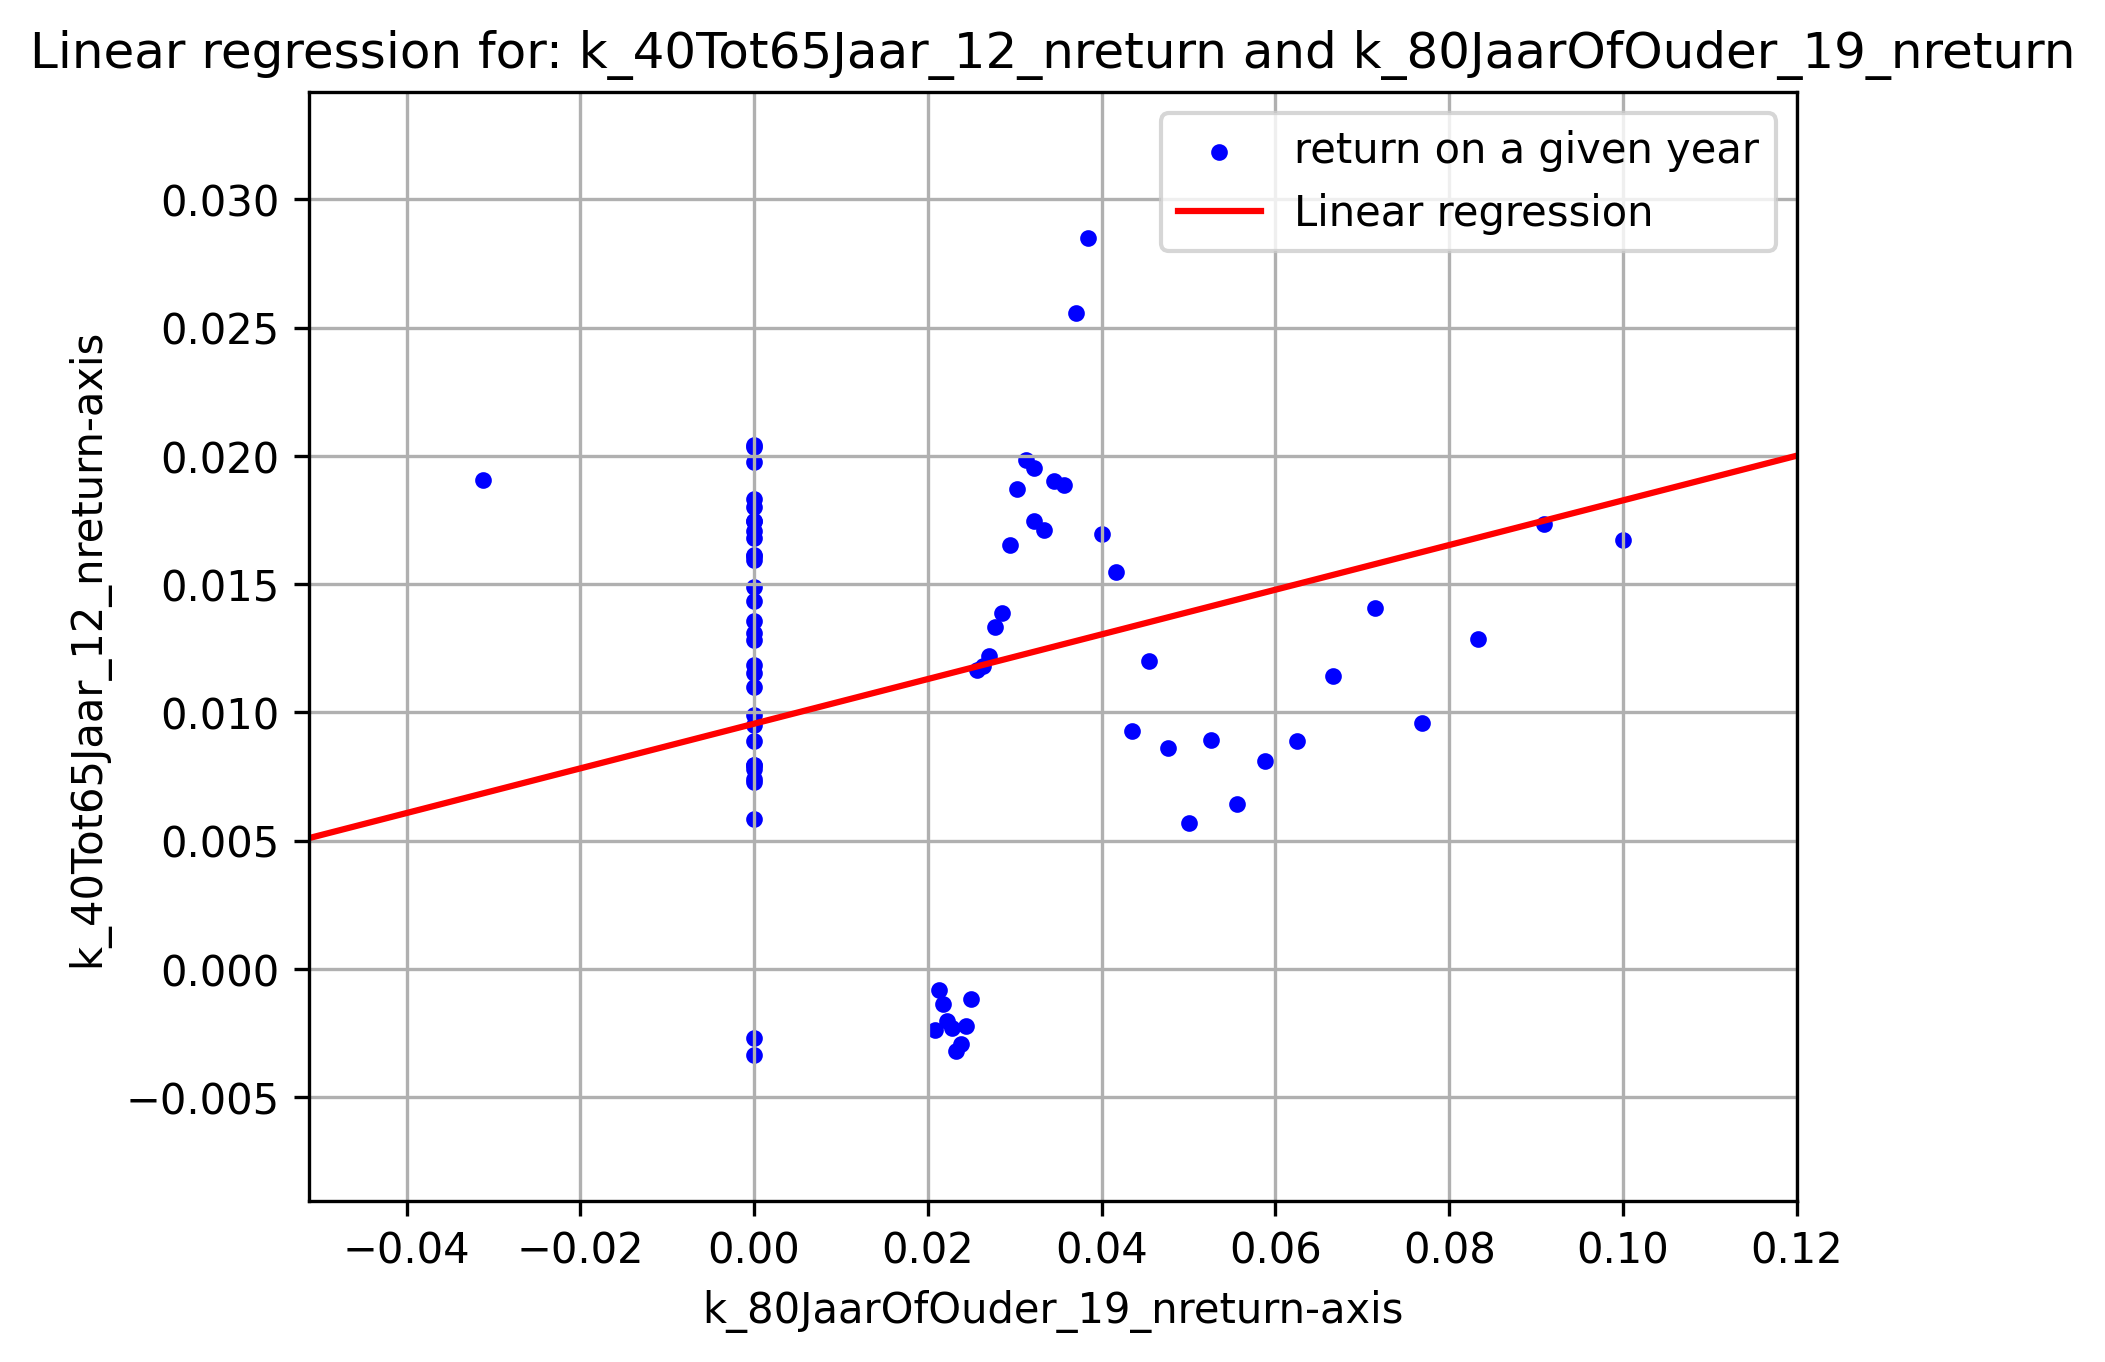 Linear regression for: k_40Tot65Jaar_12_nreturn and k_80JaarOfOuder_19_nreturn
return on a given year
Linear regression
0.030
0.025
0.020
0.015
0.010
0.005
0.000
−0.005
k_40Tot65Jaar_12_nreturn-axis
−0.04 −0.02 0.00 0.02 0.04 0.06 0.08 0.10 0.12
k_80JaarOfOuder_19_nreturn-axis